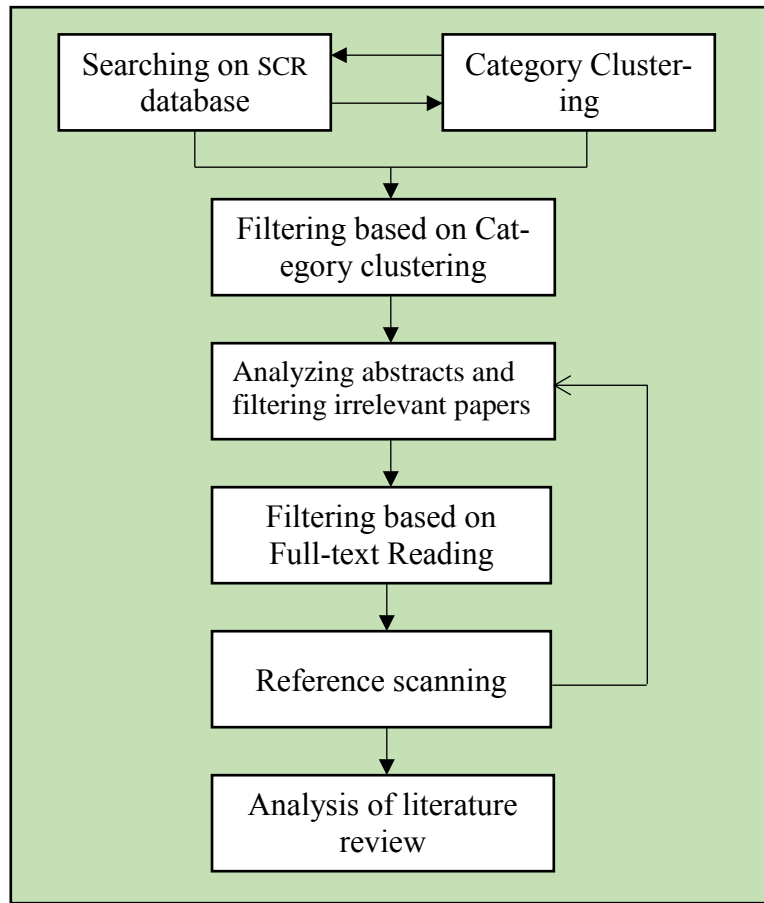 Searching on SCR
database
Category Cluster-
ing
Filtering based on Cat-
egory clustering
Analyzing abstracts and
filtering irrelevant papers
Filtering based on
Full-text Reading
Reference scanning
Analysis of literature
review